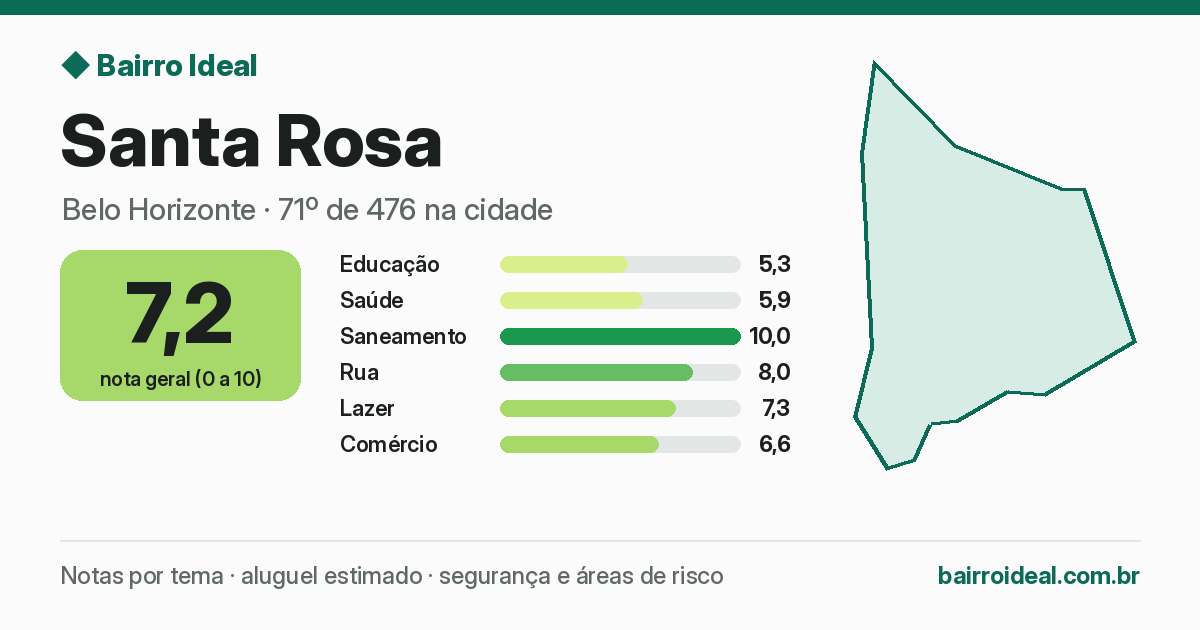 Bairro Ideal
Santa Rosa
Belo Horizonte · 71º de 476 na cidade
7,2
nota geral (0 a 10)
Educação 5,3
Saúde 5,9
Saneamento 10,0
Rua 8,0
Lazer 7,3
Comércio 6,6
Notas por tema · aluguel estimado · segurança e áreas de risco
bairroideal.com.br